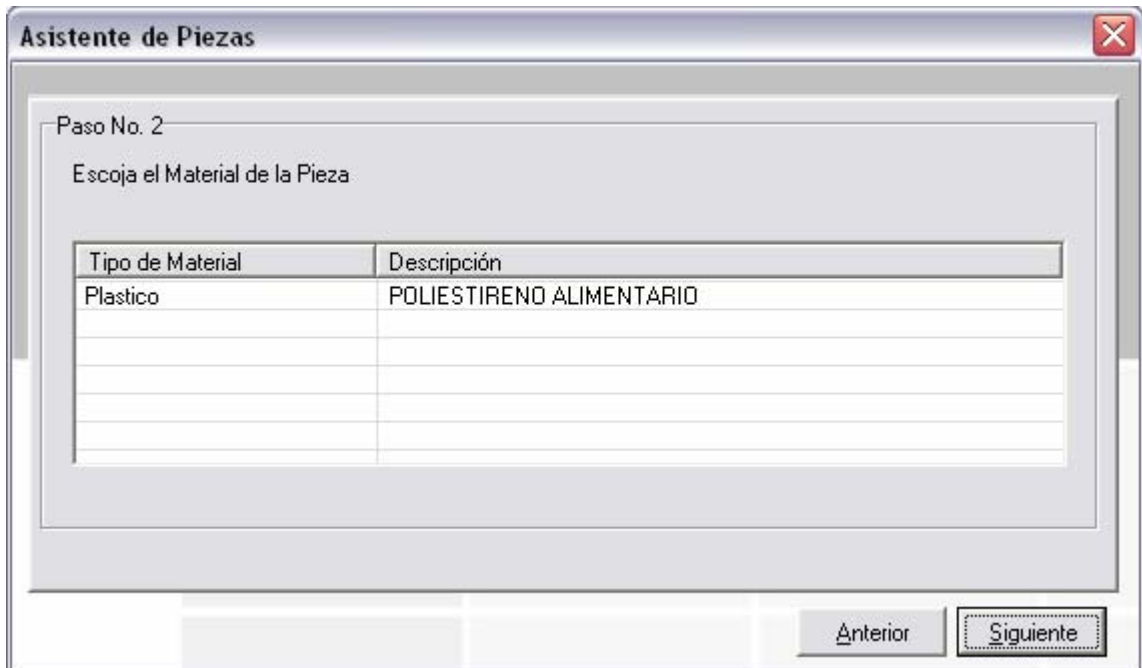 Asistente de Piezas
Paso No. 2
Escoja el Material de la Pieza
Tipo de Material Descripción
Plastico POLIESTIRENO ALIMENTARIO
Anterior Siguiente